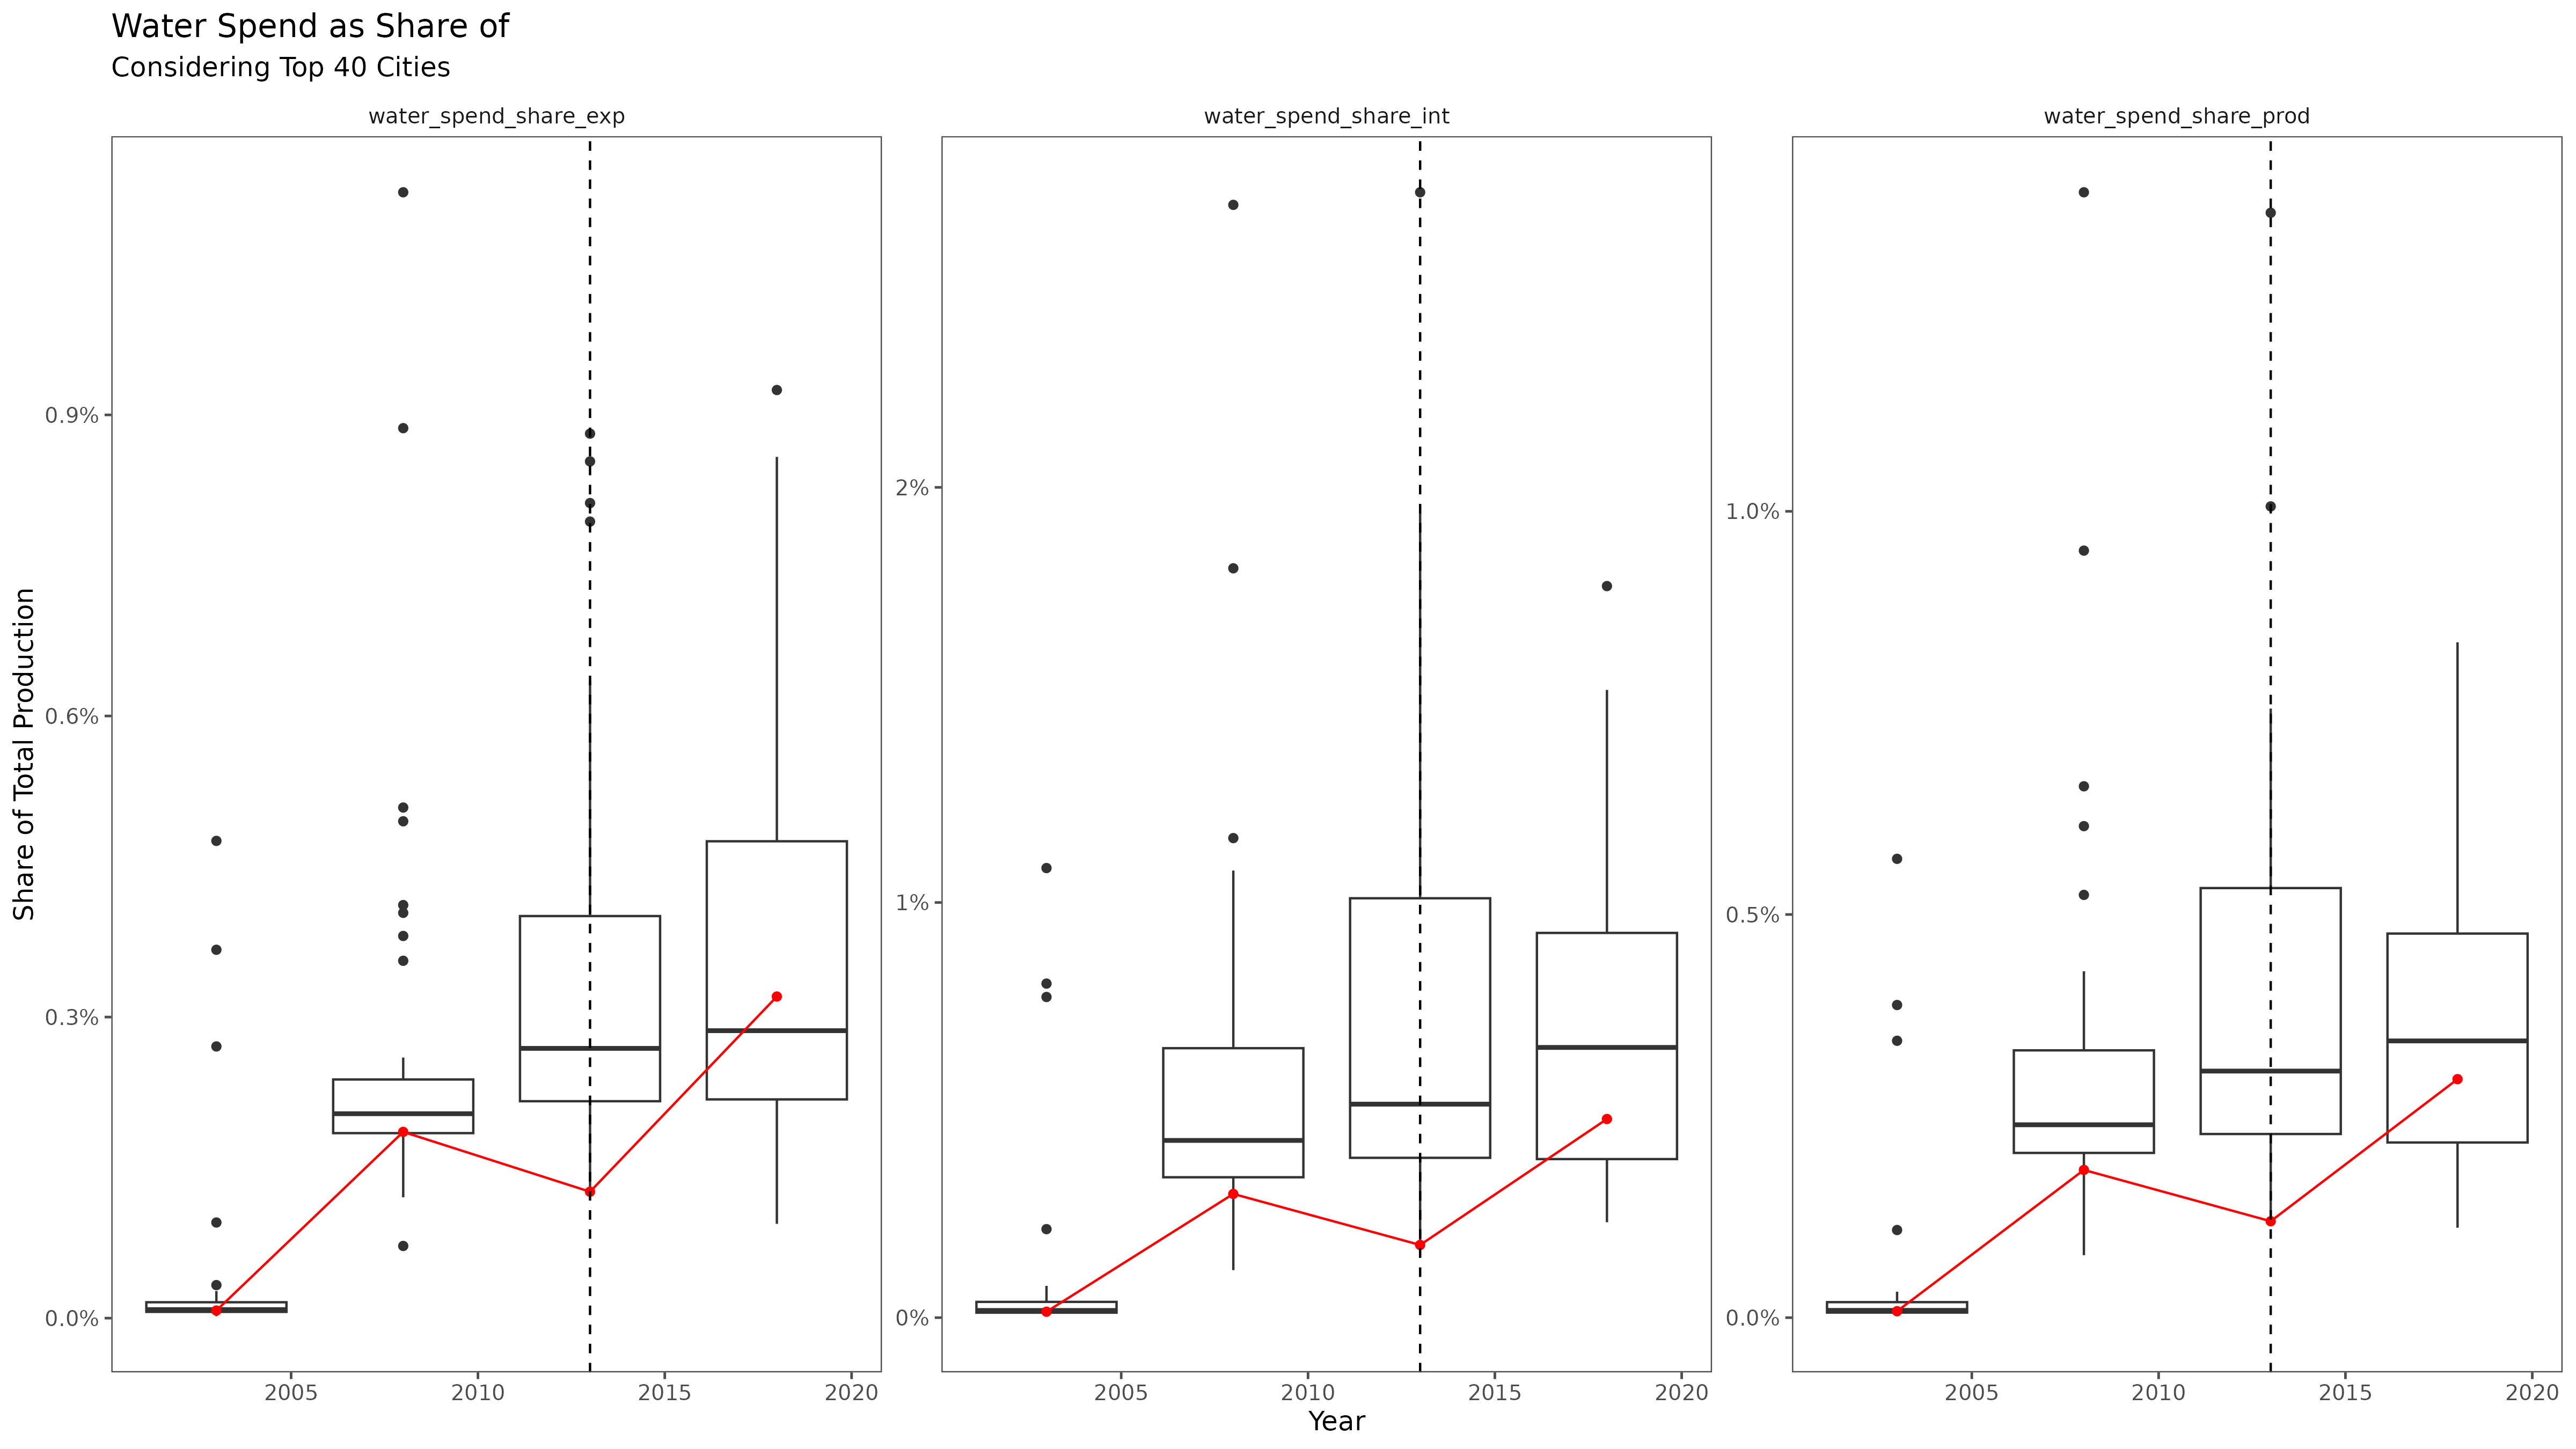 Water Spend as Share of
Considering Top 40 Cities
water_spend_share_exp
water_spend_share_int
water_spend_share_prod
Share of Total Production
0.9%
0.6%
0.3%
0.0%
2%
1%
0%
1.0%
0.5%
0.0%
2005 2010 2015 2020
2005 2010 2015 2020
2005 2010 2015 2020
Year